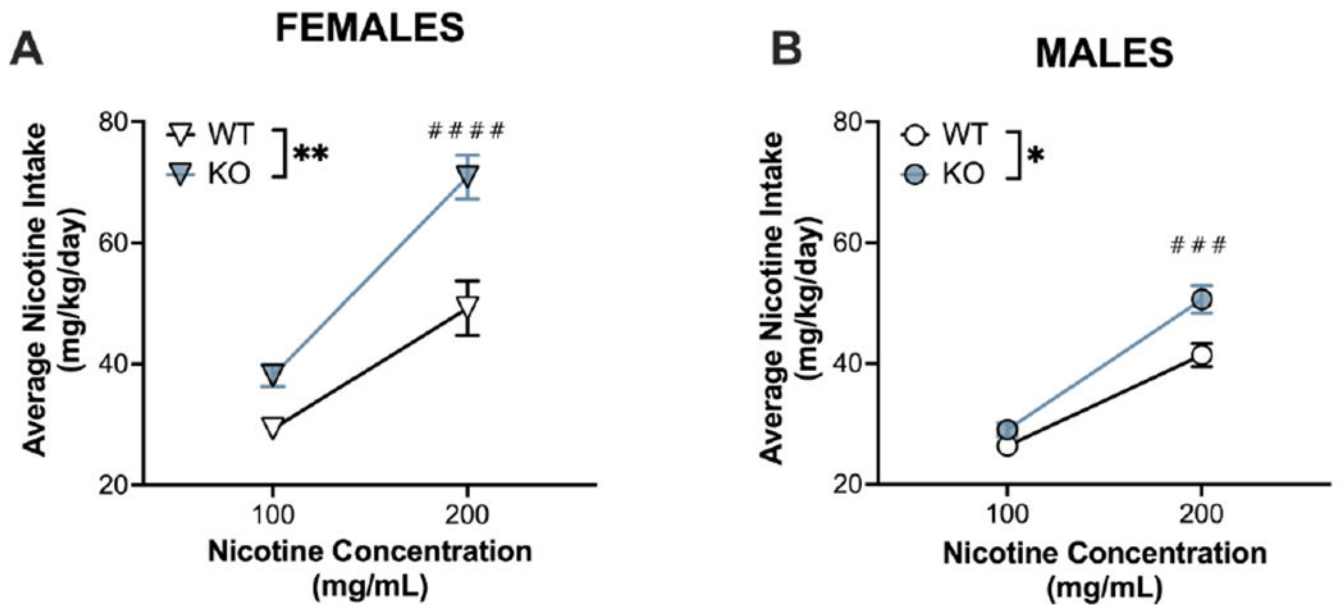 A
FEMALES
80
60
40
20
WT
KO
**
####
Average Nicotine Intake
(mg/kg/day)
100
200
Nicotine Concentration
(mg/mL)
B
MALES
80
60
40
20
WT
KO
*
###
Average Nicotine Intake
(mg/kg/day)
100
200
Nicotine Concentration
(mg/mL)